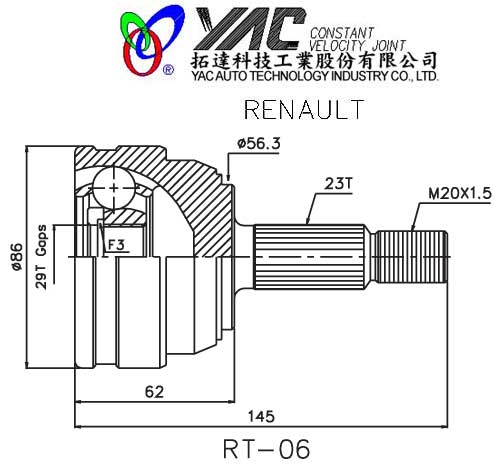 YAC CONSTANT
VELOCITY JOINT
®
拓達科技工業股份有限公司
YAC AUTO TECHNOLOGY INDUSTRY CO., LTD.
RENAULT
ø56.3
23T
M20X1.5
ø86
29T Gaps
F3
62
145
RT-06